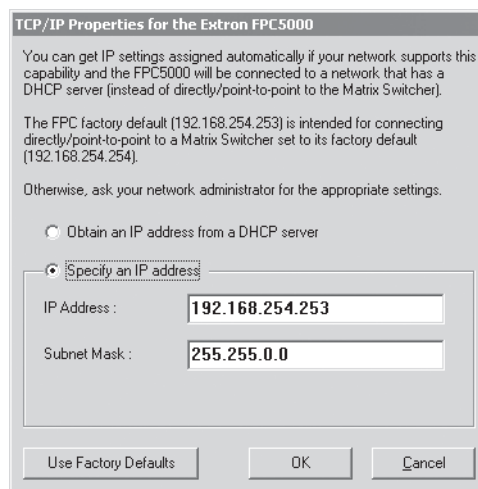 TCP/IP Properties for the Extron FPC5000
You can get IP settings assigned automatically if your network supports this
capability and the FPC5000 will be connected to a network that has a
DHCP server (instead of directly/point-to-point to the Matrix Switcher).
The FPC factory default (192.168.254.253) is intended for connecting
directly/point-to-point to a Matrix Switcher set to its factory default
(192.168.254.254).
Otherwise, ask your network administrator for the appropriate settings.
Obtain an IP address from a DHCP server
Specify an IP address
IP Address : 192.168.254.253
Subnet Mask : 255.255.0.0
Use Factory Defaults OK Cancel